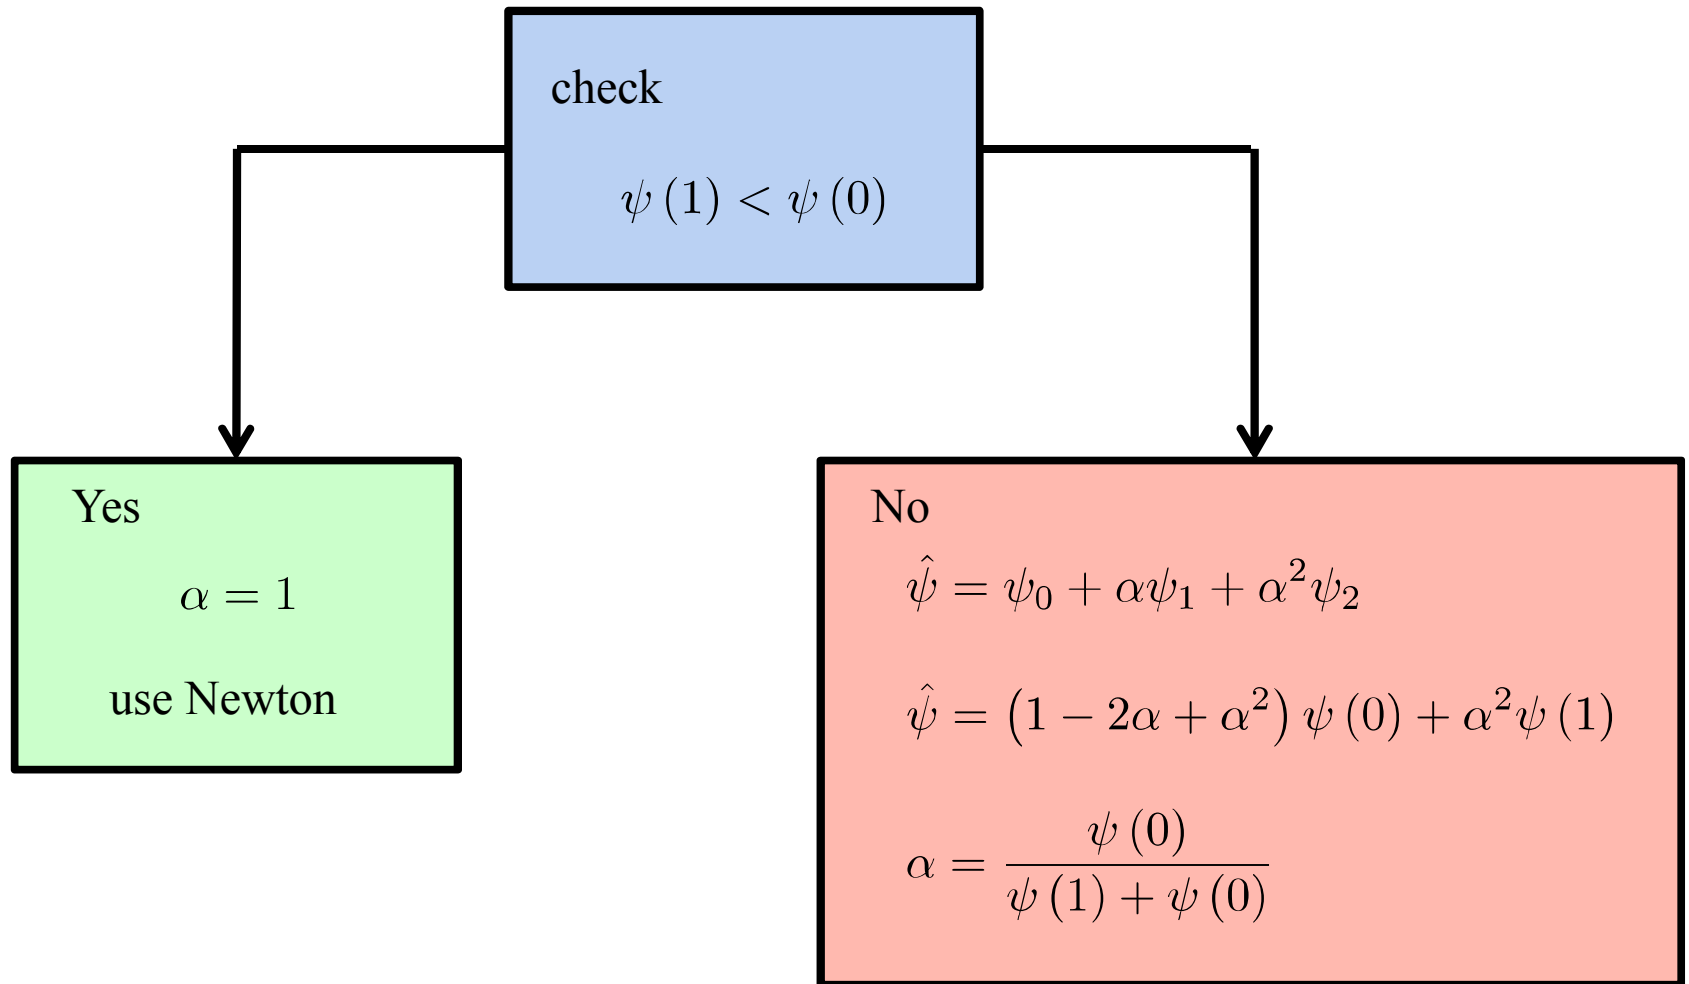 check
ψ (1) < ψ (0)
Yes
α = 1
use Newton
No
ψ̂ = ψ₀ + αψ₁ + α²ψ₂
ψ̂ = (1 − 2α + α²) ψ (0) + α²ψ (1)
α = ψ (0) / (ψ (1) + ψ (0))